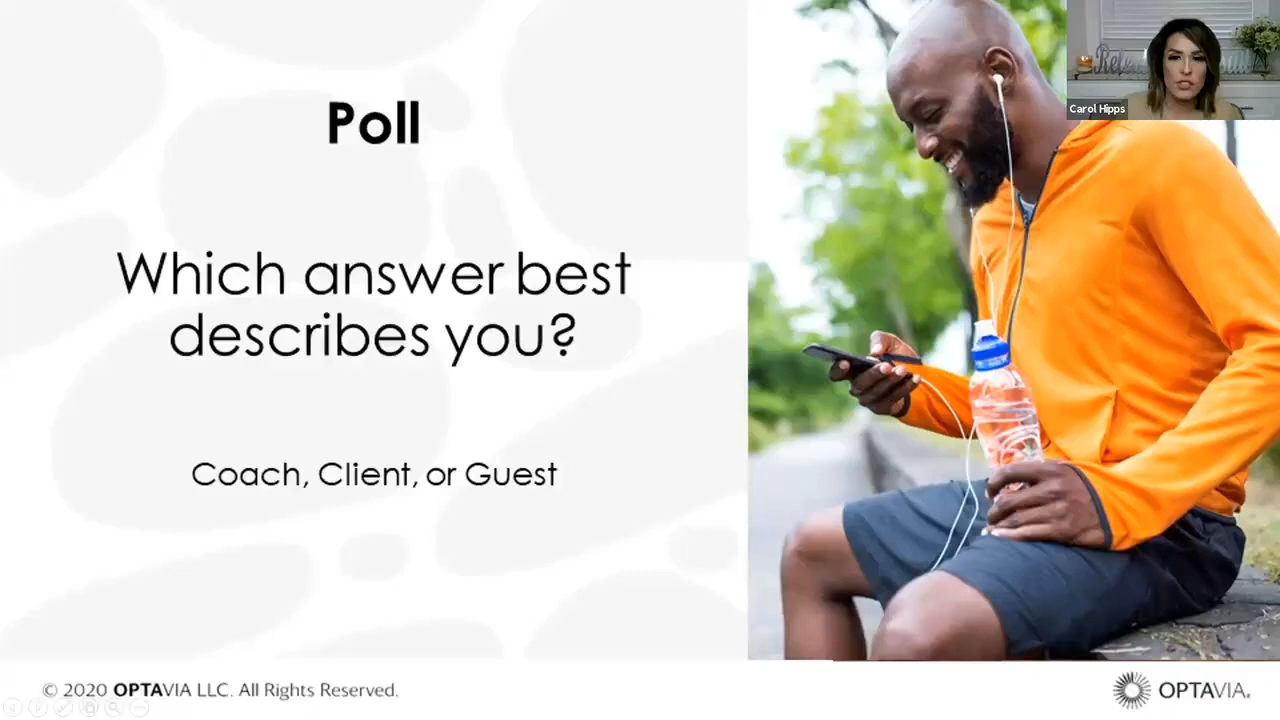 Poll
Which answer best
describes you?
Coach, Client, or Guest
Carol Hipps
© 2020 OPTAVIA LLC. All Rights Reserved.
OPTAVIA®